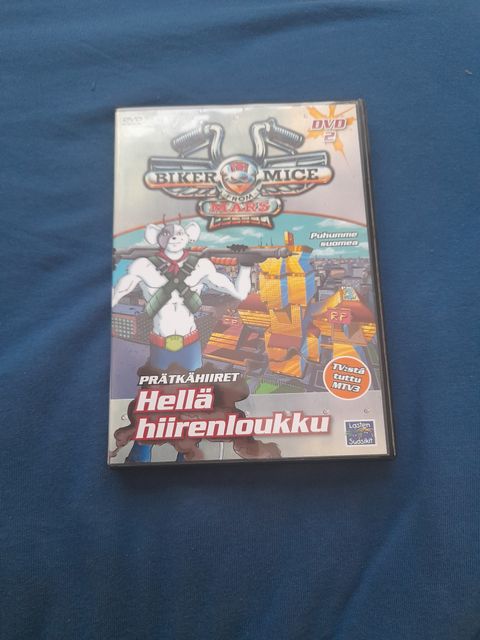 DVD
DVD
2
BIKER MICE
FROM
MARS
Puhumme
suomea
PRÄTKÄHIIRET
Hellä
hiirenloukku
TV:stä
tuttu
MTV3
Lasten
Suosikit